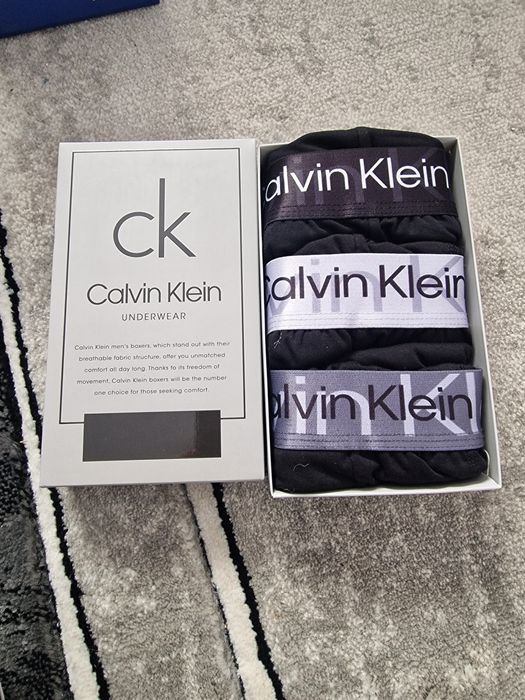 ck
Calvin Klein
UNDERWEAR
Calvin Klein men's boxers, which stand out with their
breathable fabric structure, offer you unmatched
comfort all day long. Thanks to its freedom of
movement, Calvin Klein boxers will be the number
one choice for those seeking comfort.
alvin Klein
Calvin Klein
alvin Klein